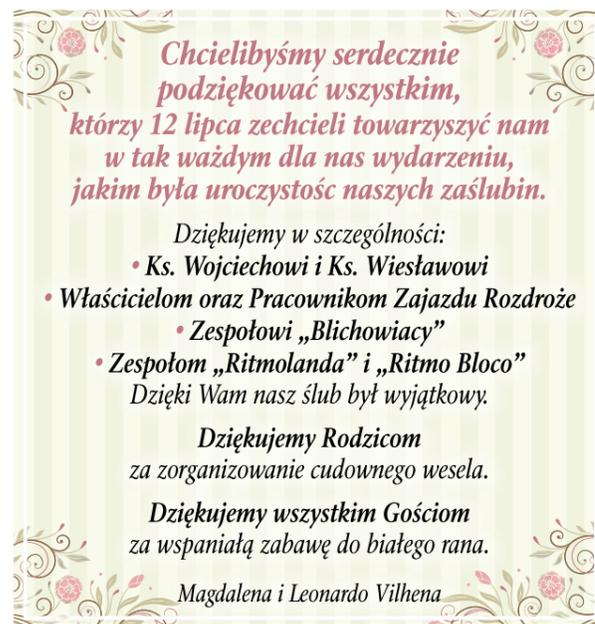 Chcielibyśmy serdecznie
podziękować wszystkim,
którzy 12 lipca zechcieli towarzyszyć nam
w tak ważdym dla nas wydarzeniu,
jakim była uroczystośc naszych zaślubin.
Dziękujemy w szczególności:
• Ks. Wojciechowi i Ks. Wiesławowi
• Właścicielom oraz Pracownikom Zajazdu Rozdroże
• Zespołowi „Blichowiacy”
• Zespołom „Ritmolanda” i „Ritmo Bloco”
Dzięki Wam nasz ślub był wyjątkowy.
Dziękujemy Rodzicom
za zorganizowanie cudownego wesela.
Dziękujemy wszystkim Gościom
za wspaniałą zabawę do białego rana.
Magdalena i Leonardo Vilhena